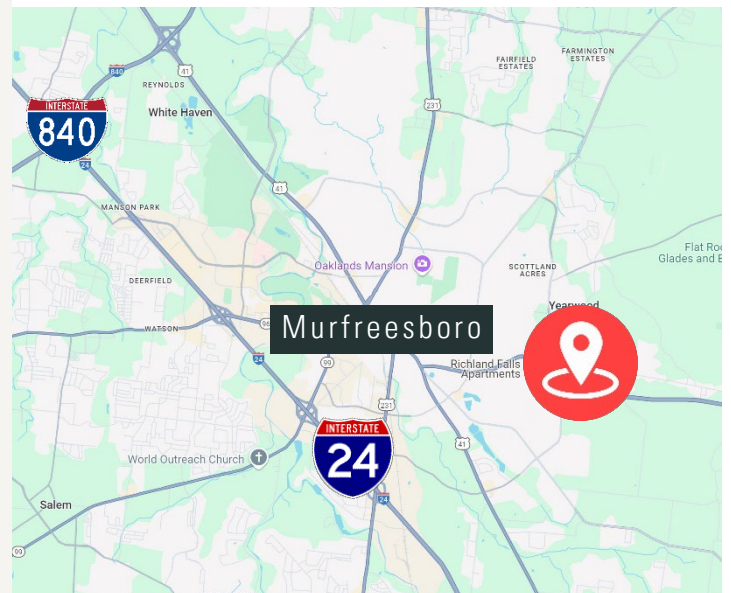 FARMINGTON
ESTATES
FAIRFIELD
ESTATES
840
41
REYNOLDS
INTERSTATE
840
White Haven
231
24
41
MANSON PARK
Flat Roc
Glades and B
Oaklands Mansion
SCOTTLAND
ACRES
DEERFIELD
Yearwood
96
Murfreesboro
WATSON
24
99
Richland Falls
Apartments
231
INTERSTATE
24
41
World Outreach Church
24
Salem
99